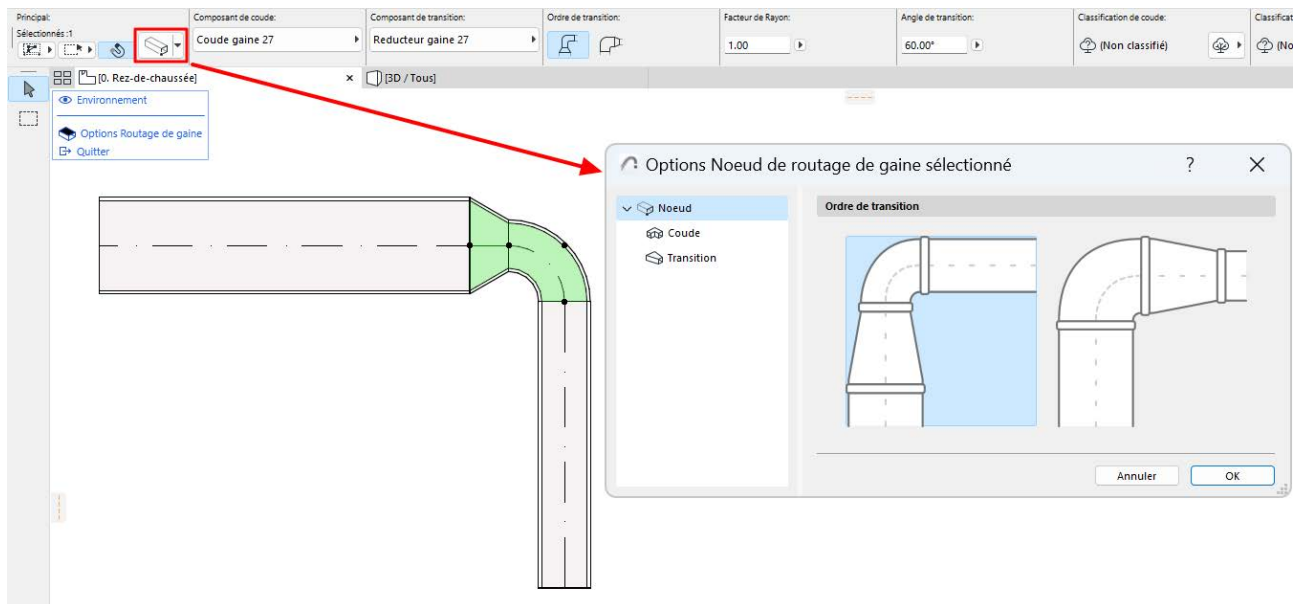 Principal:
Sélectionnés :1
Composant de coude:
Coude gaine 27
Composant de transition:
Reducteur gaine 27
Ordre de transition:
Facteur de Rayon:
1.00
Angle de transition:
60.00°
Classification de coude:
(Non classifié)
Classificat
(No
[0. Rez-de-chaussée]
[3D / Tous]
Environnement
Options Routage de gaine
Quitter
Options Noeud de routage de gaine sélectionné
Noeud
Coude
Transition
Ordre de transition
Annuler
OK